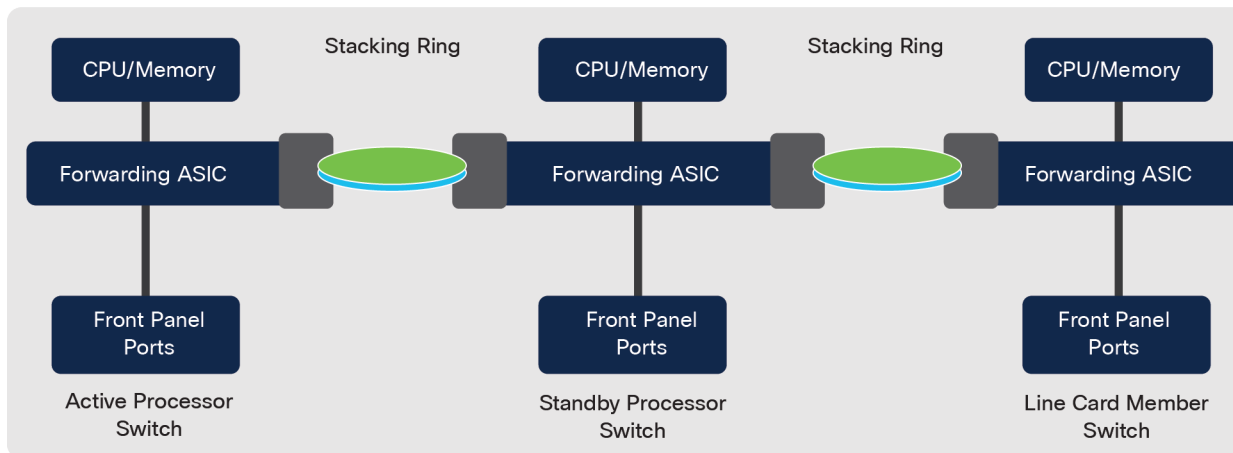 Stacking Ring
Stacking Ring
CPU/Memory
CPU/Memory
CPU/Memory
Forwarding ASIC
Forwarding ASIC
Forwarding ASIC
Front Panel
Ports
Front Panel
Ports
Front Panel
Ports
Active Processor
Switch
Standby Processor
Switch
Line Card Member
Switch